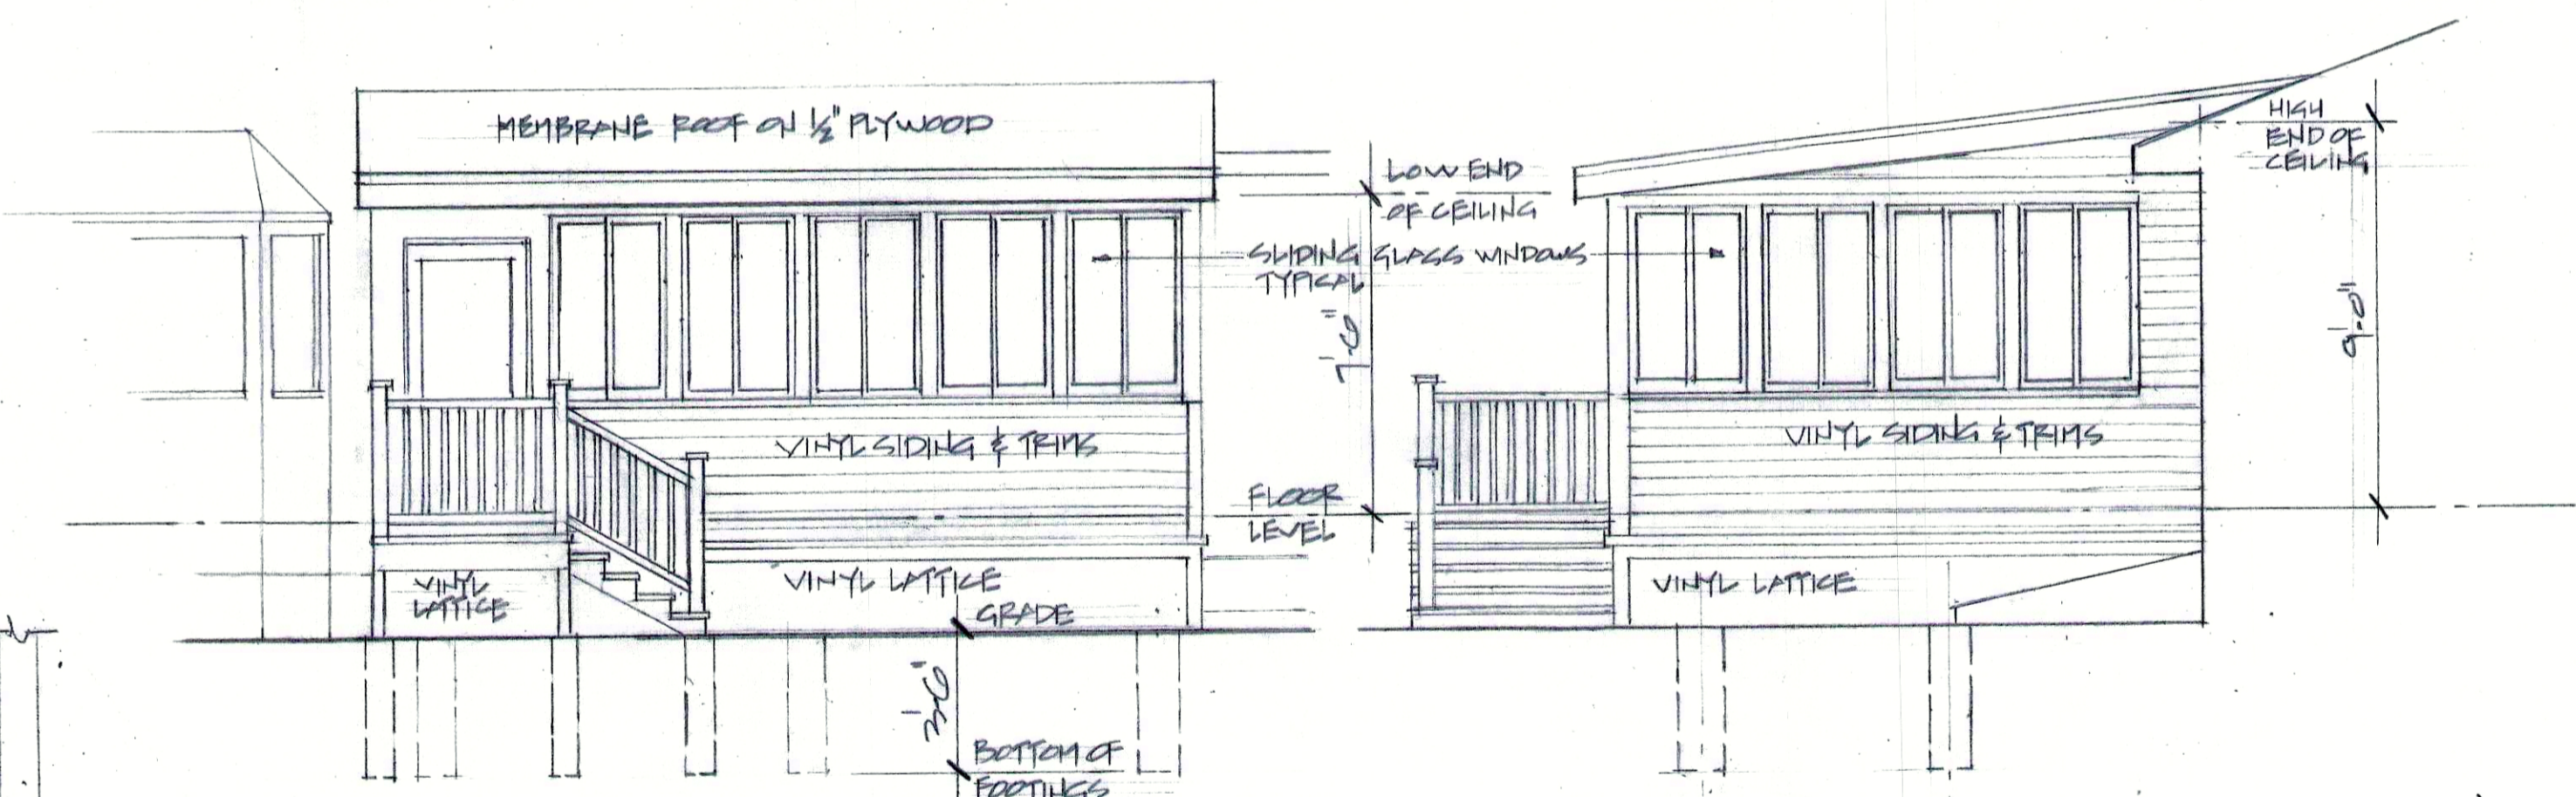 MEMBRANE ROOF ON 1/2" PLYWOOD
LOW END
OF CEILING
HIGH
END OF
CEILING
SLIDING GLASS WINDOWS
TYPICAL
7'-6"
9'-0"
VINYL SIDING & TRIMS
VINYL SIDING & TRIMS
FLOOR
LEVEL
VINYL
LATTICE
VINYL LATTICE
VINYL LATTICE
GRADE
3'-6"
BOTTOM OF
FOOTINGS